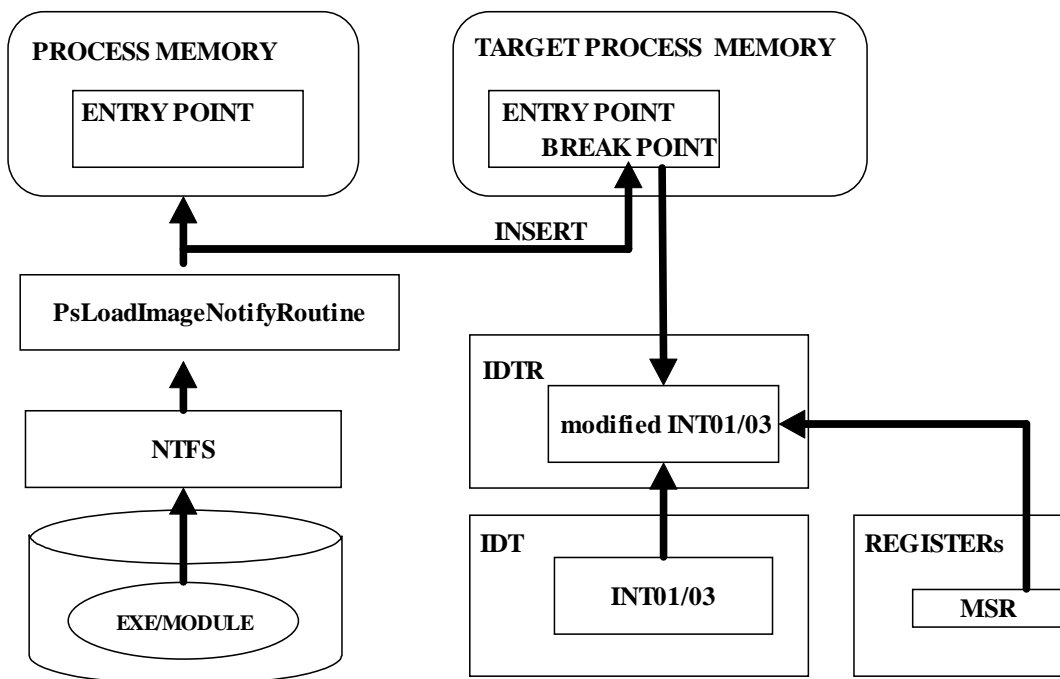 PROCESS MEMORY
ENTRY POINT
TARGET PROCESS MEMORY
ENTRY POINT
BREAK POINT
INSERT
PsLoadImageNotifyRoutine
NTFS
EXE/MODULE
IDTR
modified INT01/03
IDT
INT01/03
REGISTERs
MSR